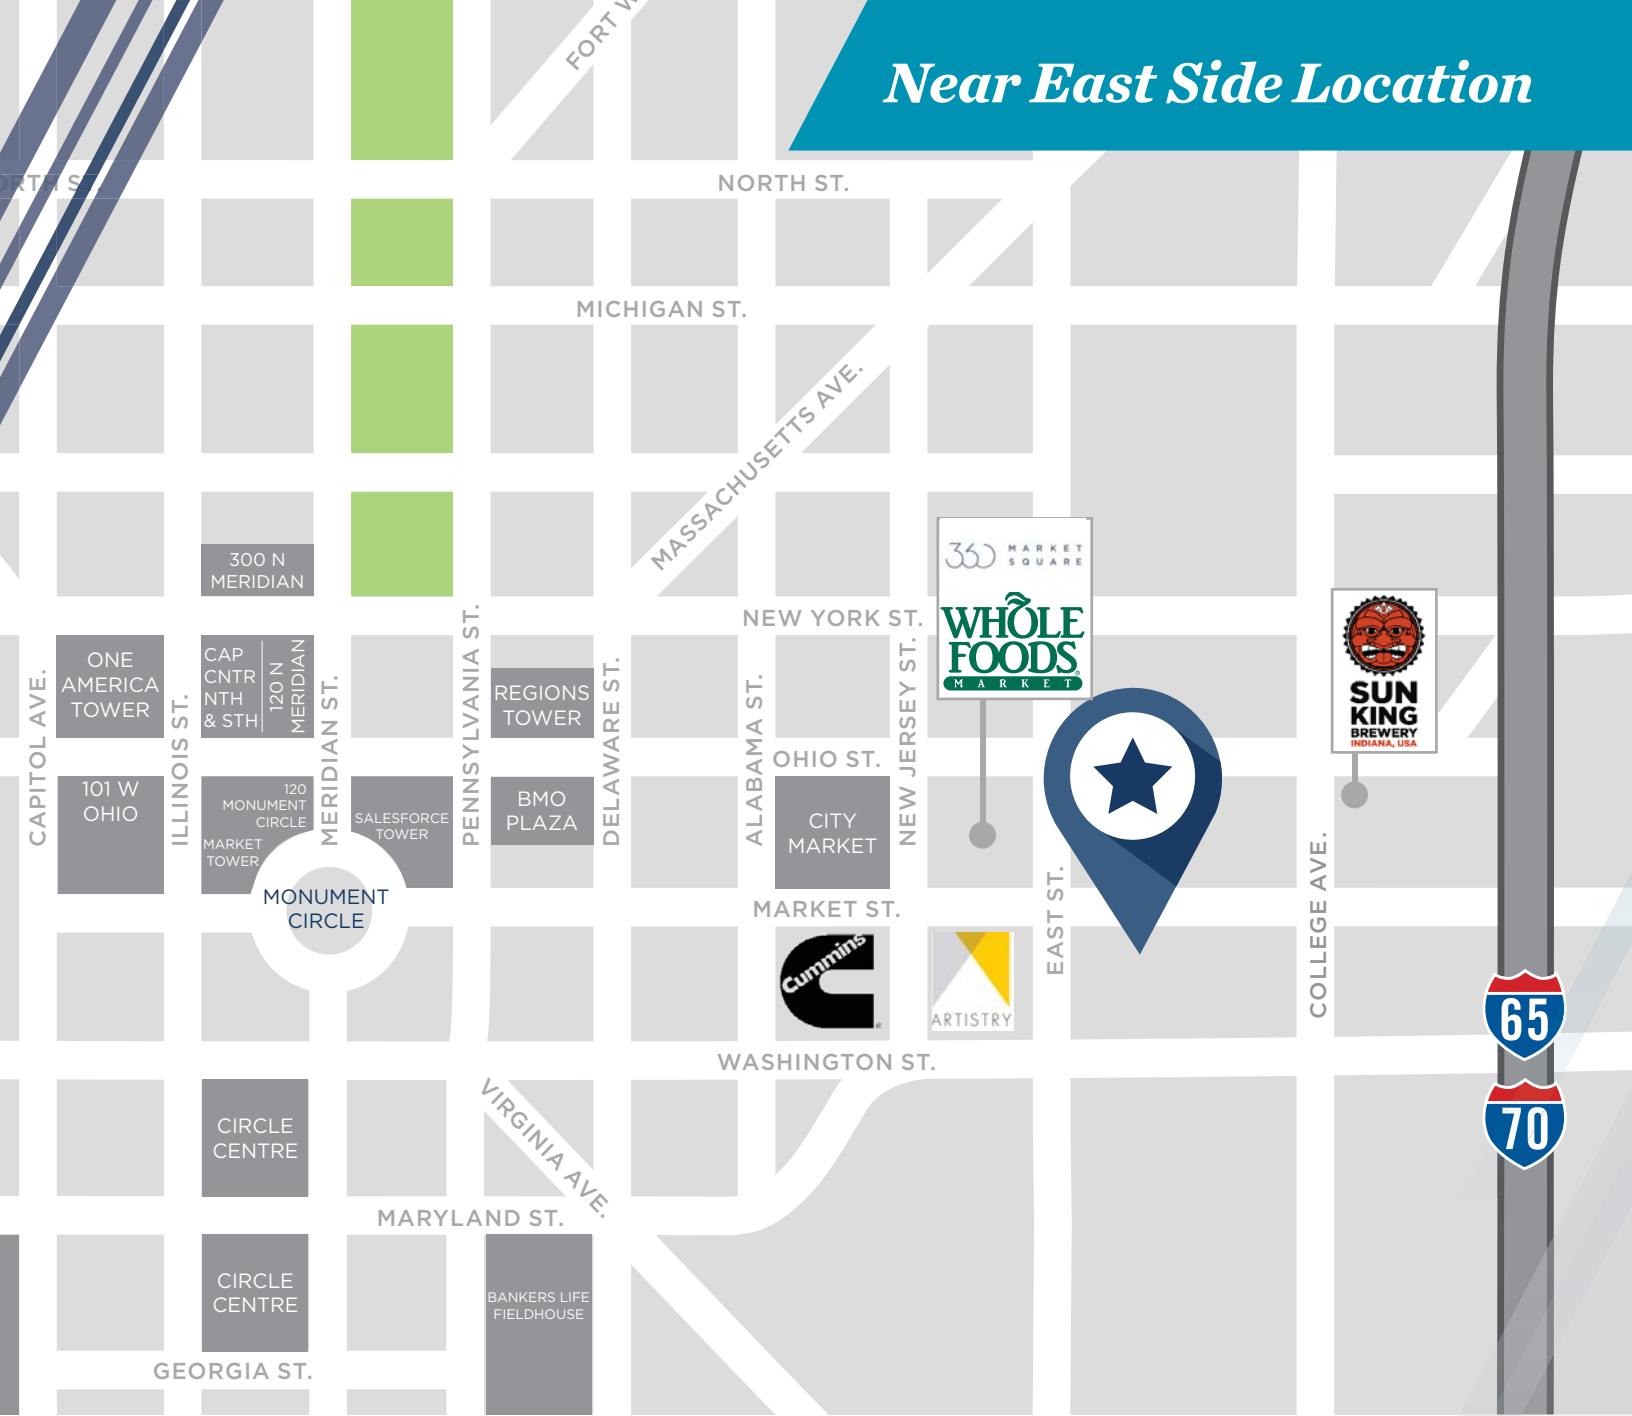 Near East Side Location
FORT W
ORTH ST.
NORTH ST.
MICHIGAN ST.
MASSACHUSETTS AVE.
300 N
MERIDIAN
360 MARKET
SQUARE
WHOLE
FOODS
MARKET
NEW YORK ST.
SUN
KING
BREWERY
INDIANA, USA
ONE
AMERICA
TOWER
CAP
CNTR
NTH
& STH
120 N
MERIDIAN
REGIONS
TOWER
CAPITOL AVE.
ILLINOIS ST.
MERIDIAN ST.
PENNSYLVANIA ST.
DELAWARE ST.
ALABAMA ST.
NEW JERSEY ST.
OHIO ST.
101 W
OHIO
120
MONUMENT
CIRCLE
MARKET
TOWER
SALESFORCE
TOWER
BMO
PLAZA
CITY
MARKET
EAST ST.
COLLEGE AVE.
MONUMENT
CIRCLE
MARKET ST.
Cummins
ARTISTRY
65
WASHINGTON ST.
70
VIRGINIA AVE.
CIRCLE
CENTRE
MARYLAND ST.
CIRCLE
CENTRE
BANKERS LIFE
FIELDHOUSE
GEORGIA ST.